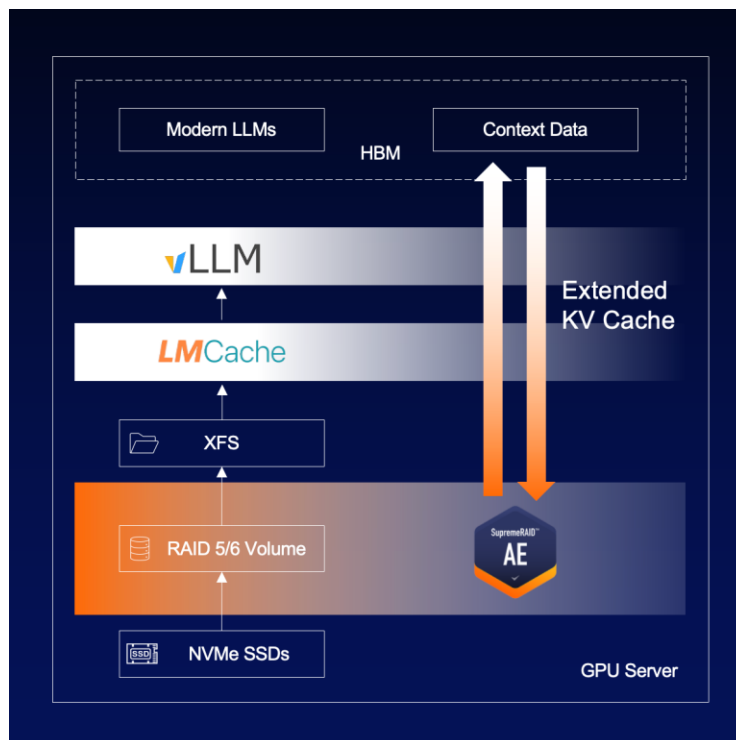 Modern LLMs
Context Data
HBM
vLLM
Extended
KV Cache
LMCache
XFS
RAID 5/6 Volume
SupremeRAID™
AE
SSD
NVMe SSDs
GPU Server